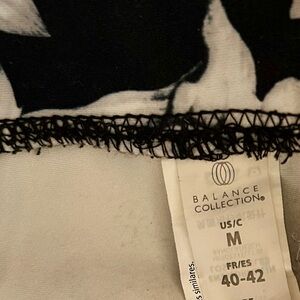 BALANCE
COLLECTION®
US/C
M
FR/ES
40-42
s similares.